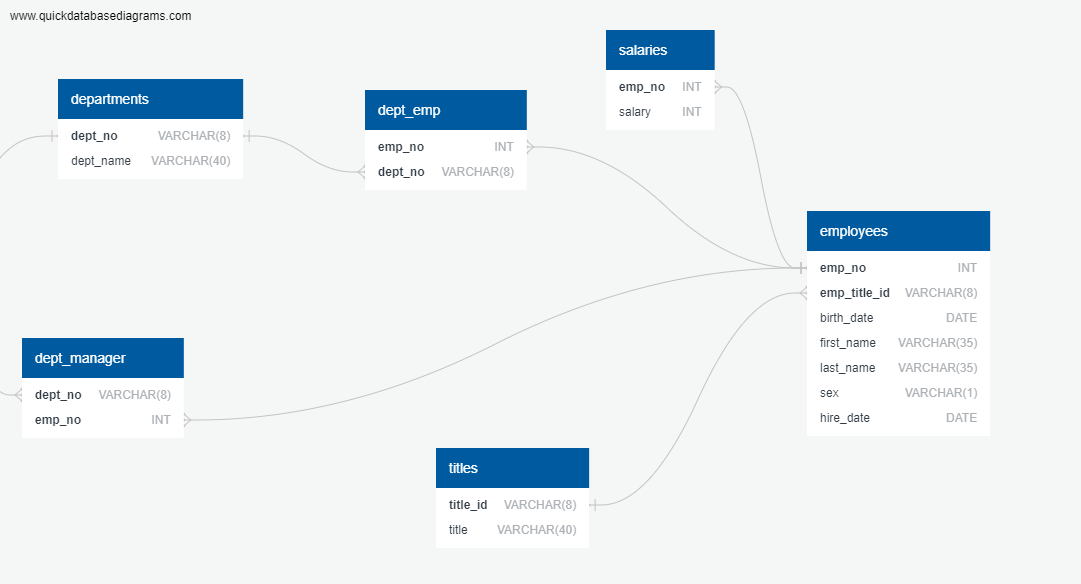 www.quickdatabasediagrams.com
salaries
emp_no INT
salary INT
departments
dept_no VARCHAR(8)
dept_name VARCHAR(40)
dept_emp
emp_no INT
dept_no VARCHAR(8)
employees
emp_no INT
emp_title_id VARCHAR(8)
birth_date DATE
first_name VARCHAR(35)
last_name VARCHAR(35)
sex VARCHAR(1)
hire_date DATE
dept_manager
dept_no VARCHAR(8)
emp_no INT
titles
title_id VARCHAR(8)
title VARCHAR(40)